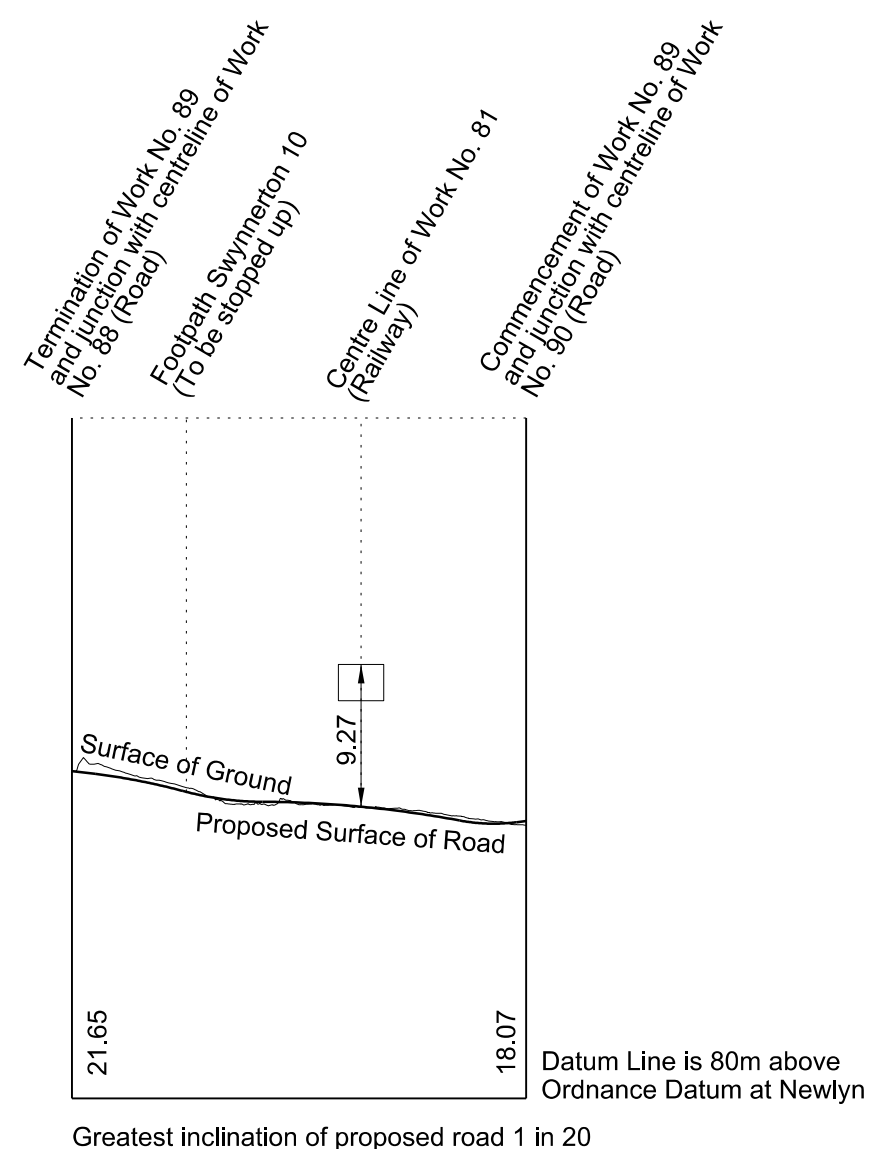 Termination of Work No. 89
and junction with centreline of Work
No. 88 (Road)
Footpath Swynnerton 10
(To be stopped up)
Centre Line of Work No. 81
(Railway)
Commencement of Work No. 89
and junction with centreline of Work
No. 90 (Road)
9.27
Surface of Ground
Proposed Surface of Road
21.65
18.07
Datum Line is 80m above
Ordnance Datum at Newlyn
Greatest inclination of proposed road 1 in 20